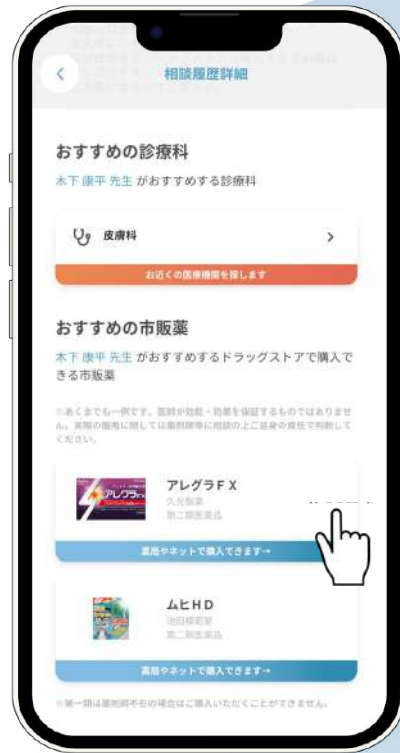 相談履歴詳細
おすすめの診療科
木下 康平 先生 がおすすめする診療科
皮膚科
お近くの医療機関を探します
おすすめの市販薬
木下 康平 先生 がおすすめするドラッグストアで購入で
きる市販薬
※あくまでも一例です。医師が効能・効果を保証するものではありませ
ん。実際の服用に関しては薬剤師等に相談の上ご自身の責任で判断して
ください。
アレグラFX
アレグラFX
久光製薬
第二類医薬品
薬局やネットで購入できます→
ムヒHD
池田模範堂
第二類医薬品
薬局やネットで購入できます→
※第一類は薬剤師不在の場合はご購入いただくことができません。